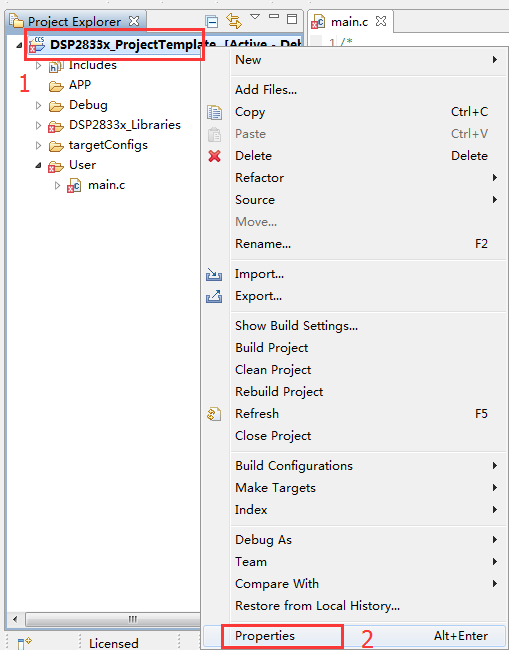 Project Explorer
main.c
DSP2833x_ProjectTemplate [Active - Deb
1
Includes
APP
Debug
DSP2833x_Libraries
targetConfigs
User
main.c
1/*
New
Add Files...
Copy Ctrl+C
Paste Ctrl+V
Delete Delete
Refactor
Source
Move...
Rename... F2
Import...
Export...
Show Build Settings...
Build Project
Clean Project
Rebuild Project
Refresh F5
Close Project
Build Configurations
Make Targets
Index
Debug As
Team
Compare With
Restore from Local History...
Properties 2 Alt+Enter
Licensed